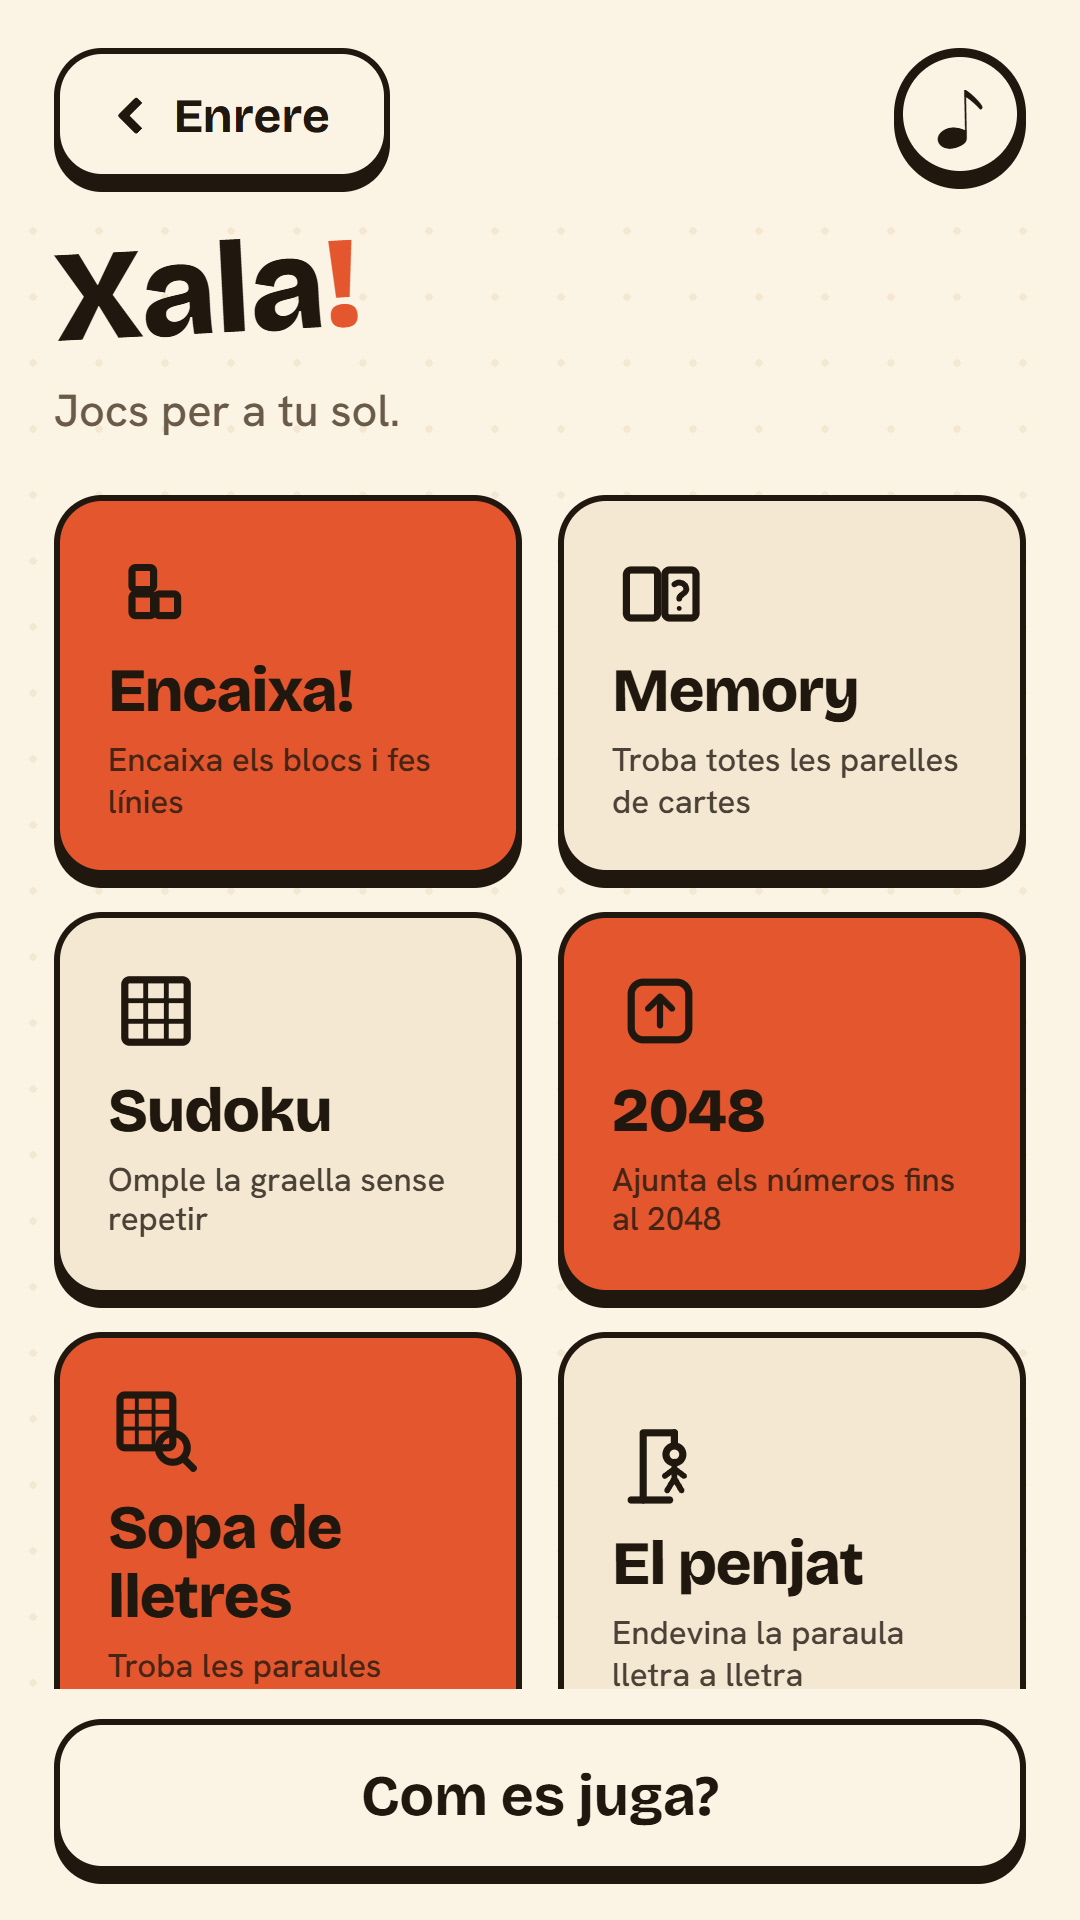 Enrere
Xala!
Jocs per a tu sol.
Encaixa!
Encaixa els blocs i fes
línies
Memory
Troba totes les parelles
de cartes
Sudoku
Omple la graella sense
repetir
2048
Ajunta els números fins
al 2048
Sopa de
lletres
Troba les paraules
El penjat
Endevina la paraula
lletra a lletra
Com es juga?